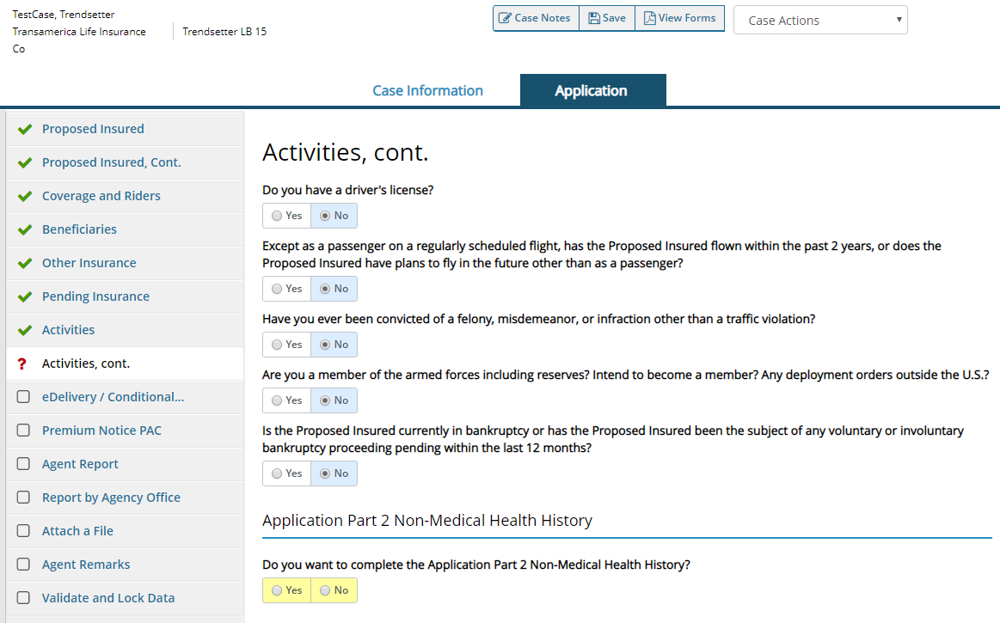 TestCase, Trendsetter
Transamerica Life Insurance
Co
Trendsetter LB 15
Case Notes
Save
View Forms
Case Actions
Case Information
Application
Proposed Insured
Proposed Insured, Cont.
Coverage and Riders
Beneficiaries
Other Insurance
Pending Insurance
Activities
Activities, cont.
eDelivery / Conditional...
Premium Notice PAC
Agent Report
Report by Agency Office
Attach a File
Agent Remarks
Validate and Lock Data
Activities, cont.
Do you have a driver's license?
Yes No
Except as a passenger on a regularly scheduled flight, has the Proposed Insured flown within the past 2 years, or does the
Proposed Insured have plans to fly in the future other than as a passenger?
Yes No
Have you ever been convicted of a felony, misdemeanor, or infraction other than a traffic violation?
Yes No
Are you a member of the armed forces including reserves? Intend to become a member? Any deployment orders outside the U.S.?
Yes No
Is the Proposed Insured currently in bankruptcy or has the Proposed Insured been the subject of any voluntary or involuntary
bankruptcy proceeding pending within the last 12 months?
Yes No
Application Part 2 Non-Medical Health History
Do you want to complete the Application Part 2 Non-Medical Health History?
Yes No